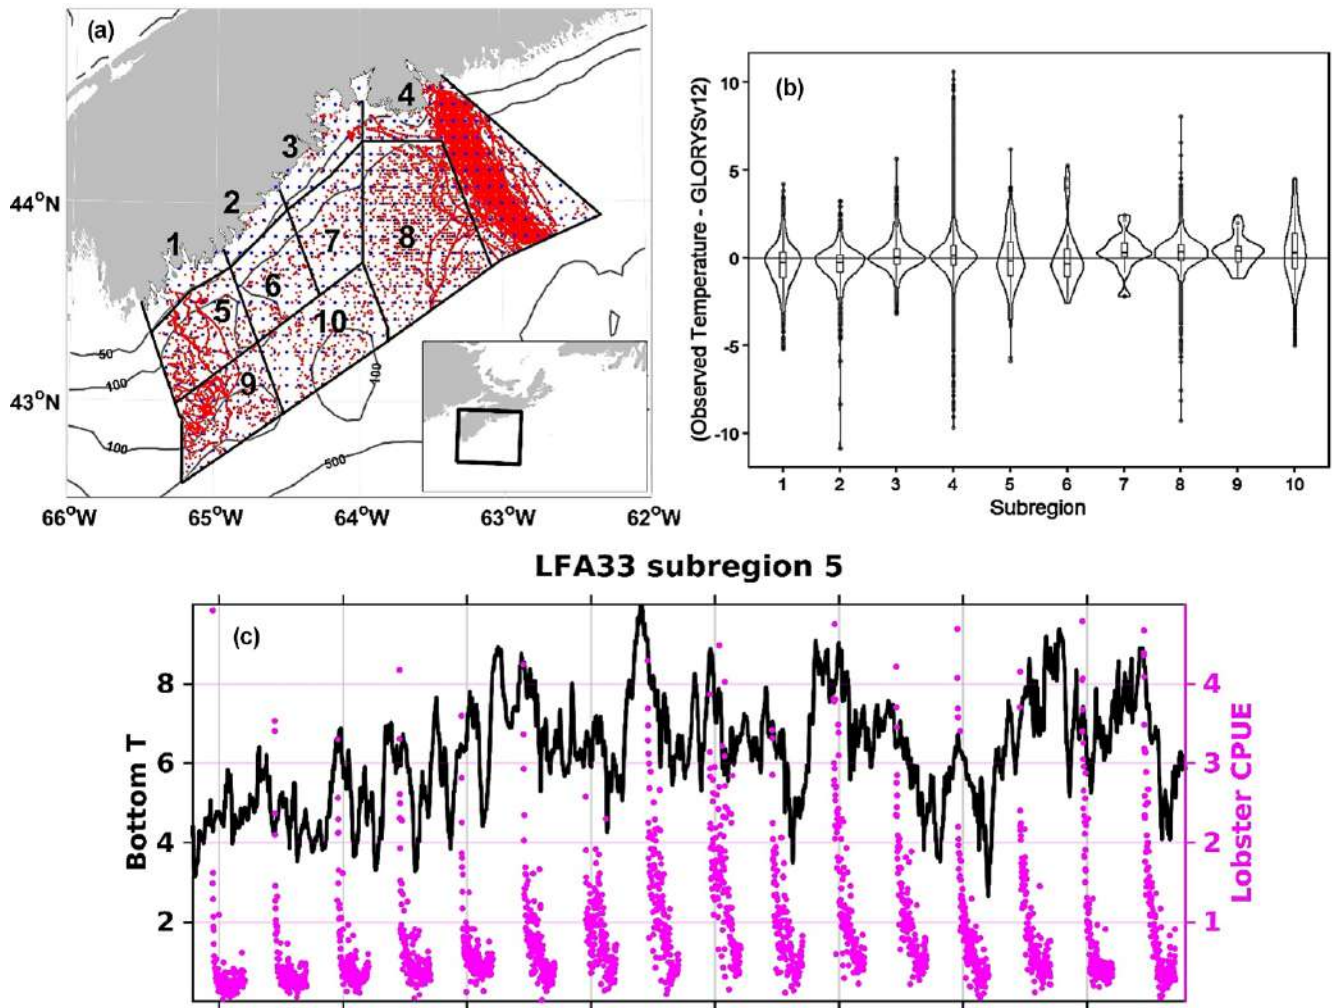 (a)
4
3
2
1
7
8
6
5
10
9
50
100
100
100
500
44°N
43°N
66°W 65°W 64°W 63°W 62°W
(b)
(Observed Temperature - GLORYSv12)
10
5
0
-5
-10
1 2 3 4 5 6 7 8 9 10
Subregion
LFA33 subregion 5
(c)
Bottom T
8
6
4
2
4
3
2
1
Lobster CPUE